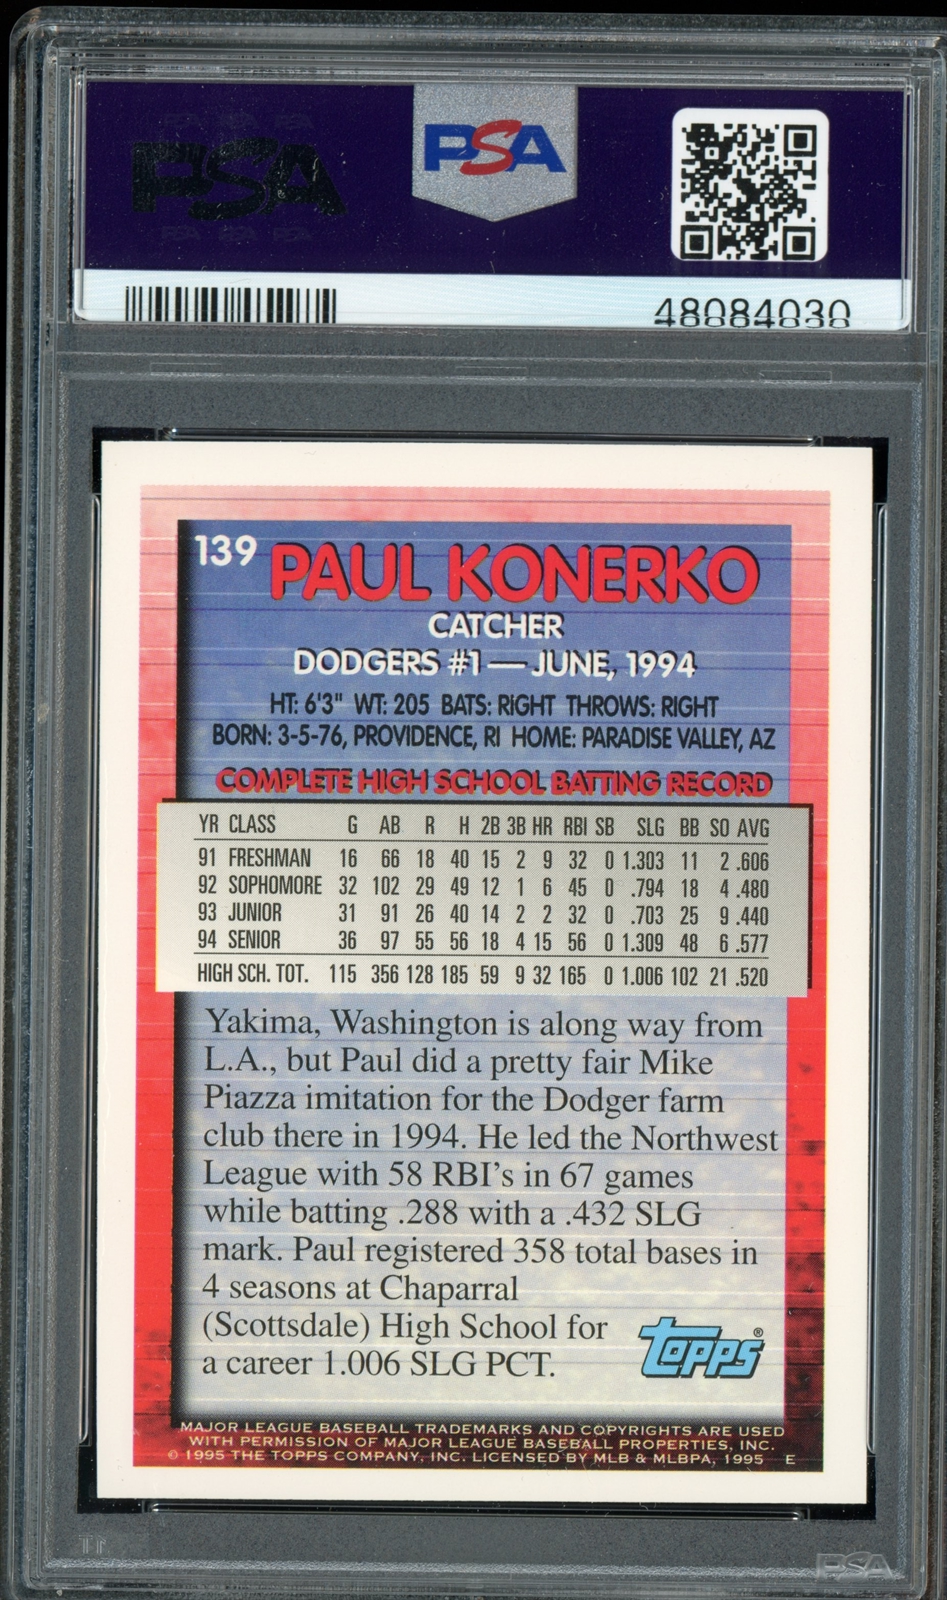 PSA PSA PSA
PSA
PSA PSA PSA
PSA
48084030
139 PAUL KONERKO
CATCHER
DODGERS #1 — JUNE, 1994
HT: 6'3" WT: 205 BATS: RIGHT THROWS: RIGHT
BORN: 3-5-76, PROVIDENCE, RI HOME: PARADISE VALLEY, AZ
COMPLETE HIGH SCHOOL BATTING RECORD
YR CLASS G AB R H 2B 3B HR RBI SB SLG BB SO AVG
91 FRESHMAN 16 66 18 40 15 2 9 32 0 1.303 11 2 .606
92 SOPHOMORE 32 102 29 49 12 1 6 45 0 .794 18 4 .480
93 JUNIOR 31 91 26 40 14 2 2 32 0 .703 25 9 .440
94 SENIOR 36 97 55 56 18 4 15 56 0 1.309 48 6 .577
HIGH SCH. TOT. 115 356 128 185 59 9 32 165 0 1.006 102 21 .520
Yakima, Washington is along way from
L.A., but Paul did a pretty fair Mike
Piazza imitation for the Dodger farm
club there in 1994. He led the Northwest
League with 58 RBI's in 67 games
while batting .288 with a .432 SLG
mark. Paul registered 358 total bases in
4 seasons at Chaparral
(Scottsdale) High School for
a career 1.006 SLG PCT.
topps®
MAJOR LEAGUE BASEBALL TRADEMARKS AND COPYRIGHTS ARE USED
WITH PERMISSION OF MAJOR LEAGUE BASEBALL PROPERTIES, INC.
© 1995 THE TOPPS COMPANY, INC. LICENSED BY MLB & MLBPA, 1995 E
PSA